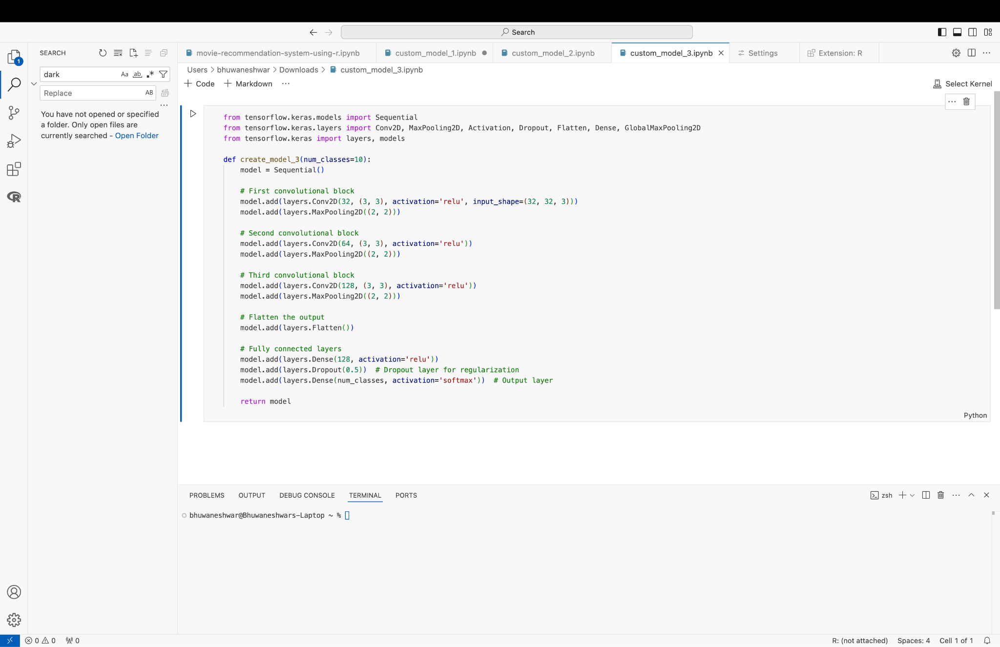 Search
SEARCH
movie-recommendation-system-using-r.ipynb
custom_model_1.ipynb
custom_model_2.ipynb
custom_model_3.ipynb
Settings
Extension: R
1
dark
Aa
ab
Replace
AB
You have not opened or specified
a folder. Only open files are
currently searched - Open Folder
Users > bhuwaneshwar > Downloads > custom_model_3.ipynb
+ Code + Markdown ···
Select Kernel
from tensorflow.keras.models import Sequential
from tensorflow.keras.layers import Conv2D, MaxPooling2D, Activation, Dropout, Flatten, Dense, GlobalMaxPooling2D
from tensorflow.keras import layers, models
def create_model_3(num_classes=10):
model = Sequential()
# First convolutional block
model.add(layers.Conv2D(32, (3, 3), activation='relu', input_shape=(32, 32, 3)))
model.add(layers.MaxPooling2D((2, 2)))
# Second convolutional block
model.add(layers.Conv2D(64, (3, 3), activation='relu'))
model.add(layers.MaxPooling2D((2, 2)))
# Third convolutional block
model.add(layers.Conv2D(128, (3, 3), activation='relu'))
model.add(layers.MaxPooling2D((2, 2)))
# Flatten the output
model.add(layers.Flatten())
# Fully connected layers
model.add(layers.Dense(128, activation='relu'))
model.add(layers.Dropout(0.5))  # Dropout layer for regularization
model.add(layers.Dense(num_classes, activation='softmax'))  # Output layer
return model
Python
PROBLEMS OUTPUT DEBUG CONSOLE TERMINAL PORTS
zsh
bhuwaneshwar@Bhuwaneshwars-Laptop ~ %
R
0 0 0
R: (not attached) Spaces: 4 Cell 1 of 1